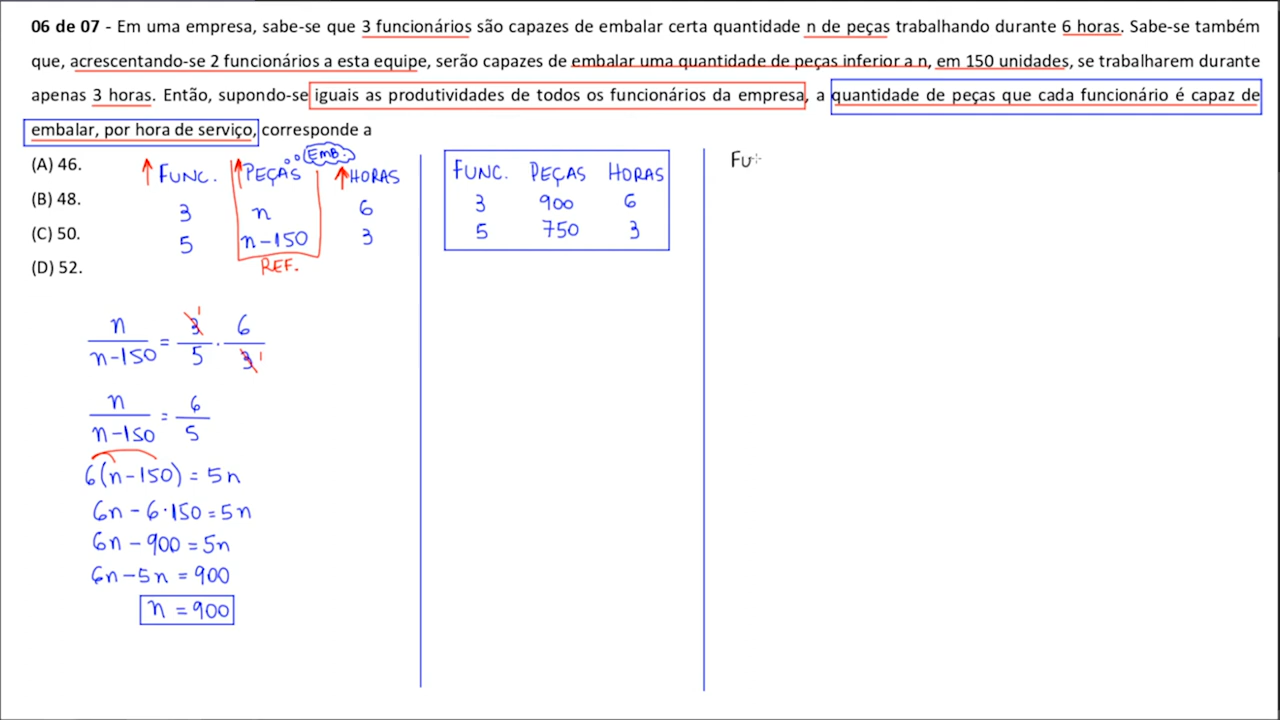 06 de 07 - Em uma empresa, sabe-se que 3 funcionários são capazes de embalar certa quantidade n de peças trabalhando durante 6 horas. Sabe-se também
que, acrescentando-se 2 funcionários a esta equipe, serão capazes de embalar uma quantidade de peças inferior a n, em 150 unidades, se trabalharem durante
apenas 3 horas. Então, supondo-se iguais as produtividades de todos os funcionários da empresa, a quantidade de peças que cada funcionário é capaz de
embalar, por hora de serviço, corresponde a
(A) 46.
(B) 48.
(C) 50.
(D) 52.
EMB.
FUNC. PEÇAS HORAS
3 n 6
5 n-150 3
REF.
n/n-150 = 3/5 · 6/3
1 1
n/n-150 = 6/5
6(n-150) = 5n
6n - 6·150 = 5n
6n - 900 = 5n
6n - 5n = 900
n = 900
FUNC. PEÇAS HORAS
3 900 6
5 750 3
Fu